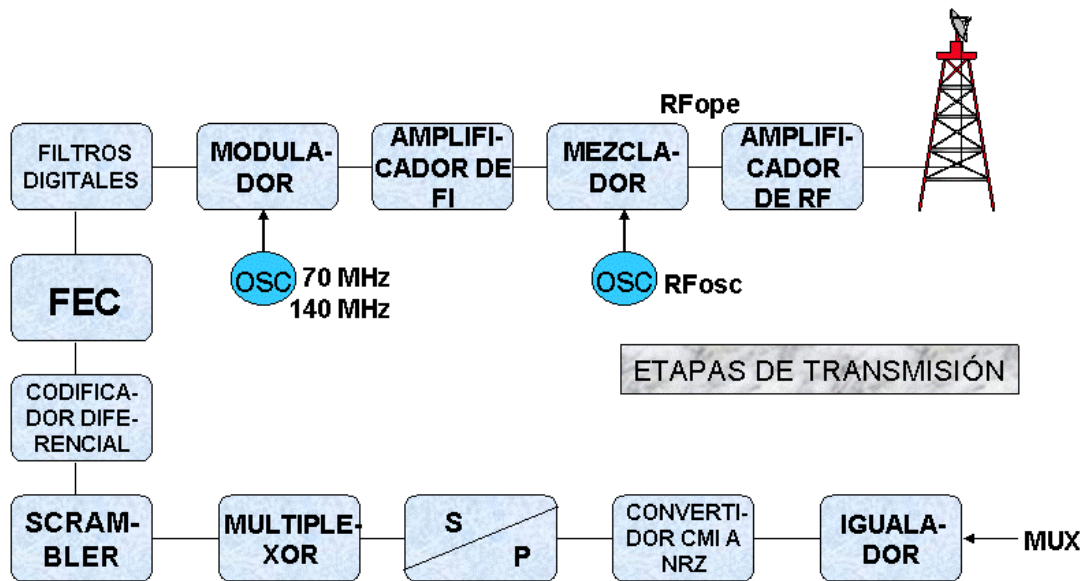 RFope
FILTROS
DIGITALES
MODULA-
DOR
AMPLIFI-
CADOR DE
FI
MEZCLA-
DOR
AMPLIFI-
CADOR
DE RF
FEC
OSC
70 MHz
140 MHz
OSC
RFosc
ETAPAS DE TRANSMISIÓN
CODIFICA-
DOR DIFE-
RENCIAL
SCRAM-
BLER
MULTIPLE-
XOR
S
P
CONVERTI-
DOR CMI A
NRZ
IGUALA-
DOR
MUX